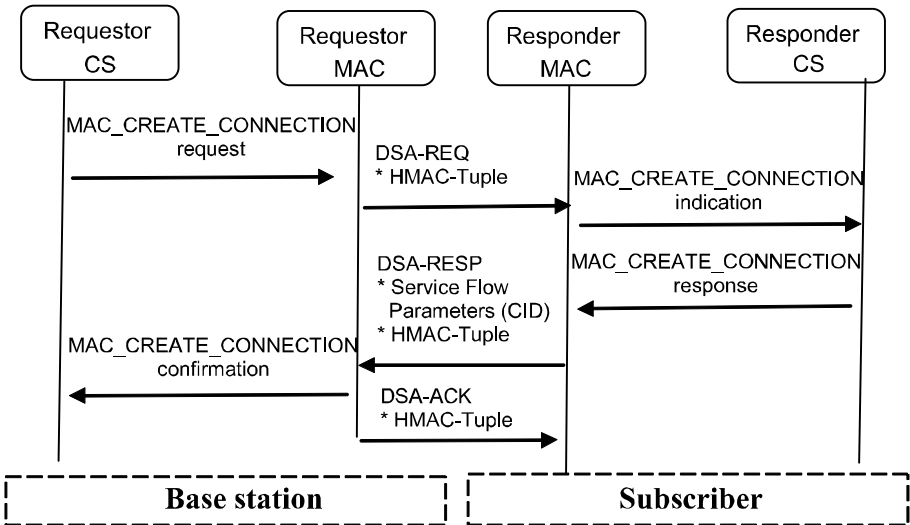 Requestor
CS
Requestor
MAC
Responder
MAC
Responder
CS
MAC_CREATE_CONNECTION
request
DSA-REQ
* HMAC-Tuple
MAC_CREATE_CONNECTION
indication
DSA-RESP
* Service Flow
Parameters (CID)
* HMAC-Tuple
MAC_CREATE_CONNECTION
response
MAC_CREATE_CONNECTION
confirmation
DSA-ACK
* HMAC-Tuple
Base station
Subscriber